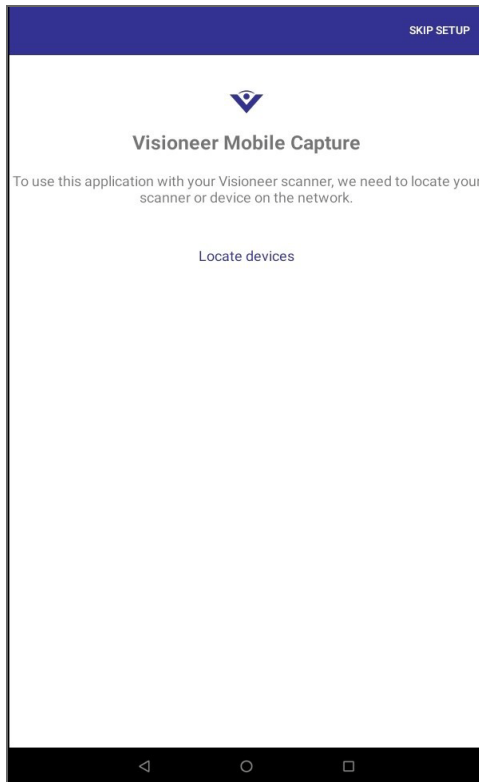 SKIP SETUP
Visioneer Mobile Capture
To use this application with your Visioneer scanner, we need to locate your
scanner or device on the network.
Locate devices